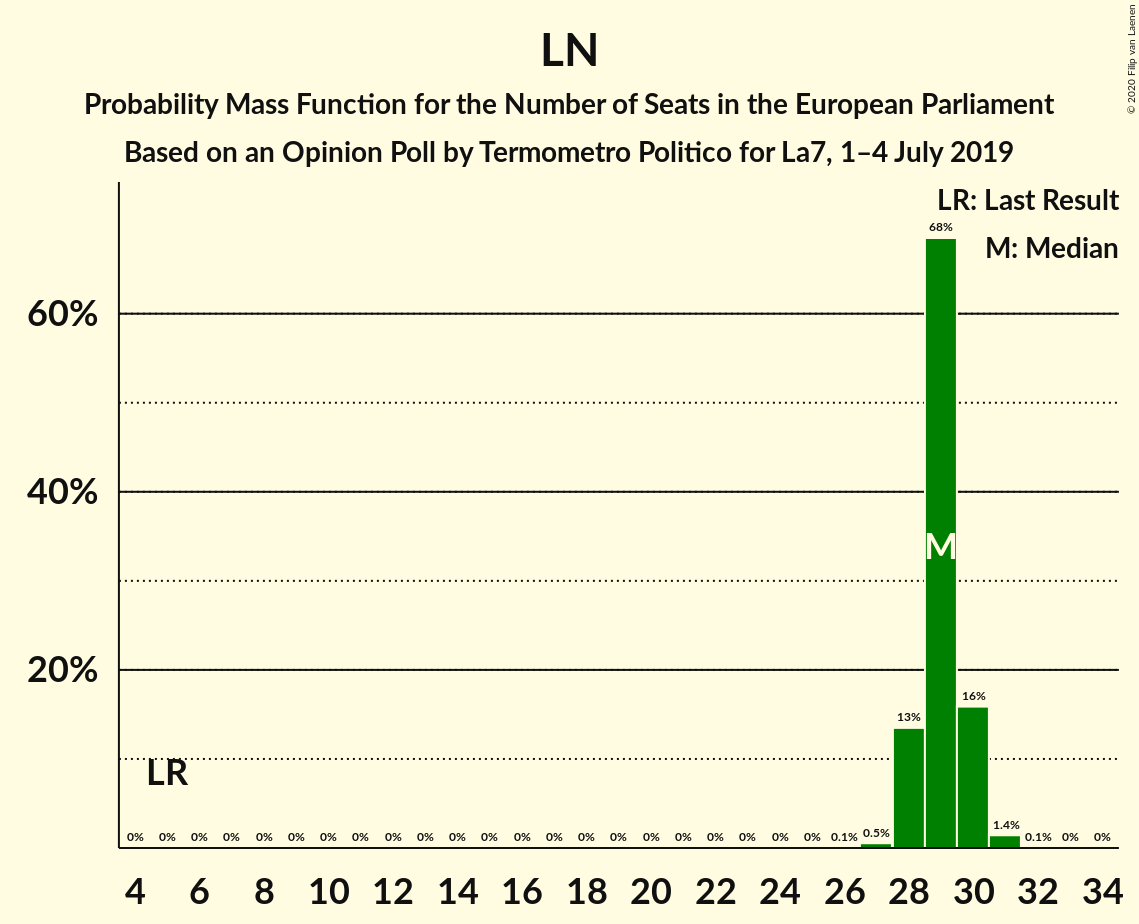 LN
Probability Mass Function for the Number of Seats in the European Parliament
Based on an Opinion Poll by Termometro Politico for La7, 1–4 July 2019
© 2020 Filip van Laenen
LR: Last Result
M: Median
60%
40%
20%
LR
M
0% 0% 0% 0% 0% 0% 0% 0% 0% 0% 0% 0% 0% 0% 0% 0% 0% 0% 0% 0% 0% 0% 0.1% 0.5% 13% 68% 16% 1.4% 0.1% 0% 0%
4 6 8 10 12 14 16 18 20 22 24 26 28 30 32 34